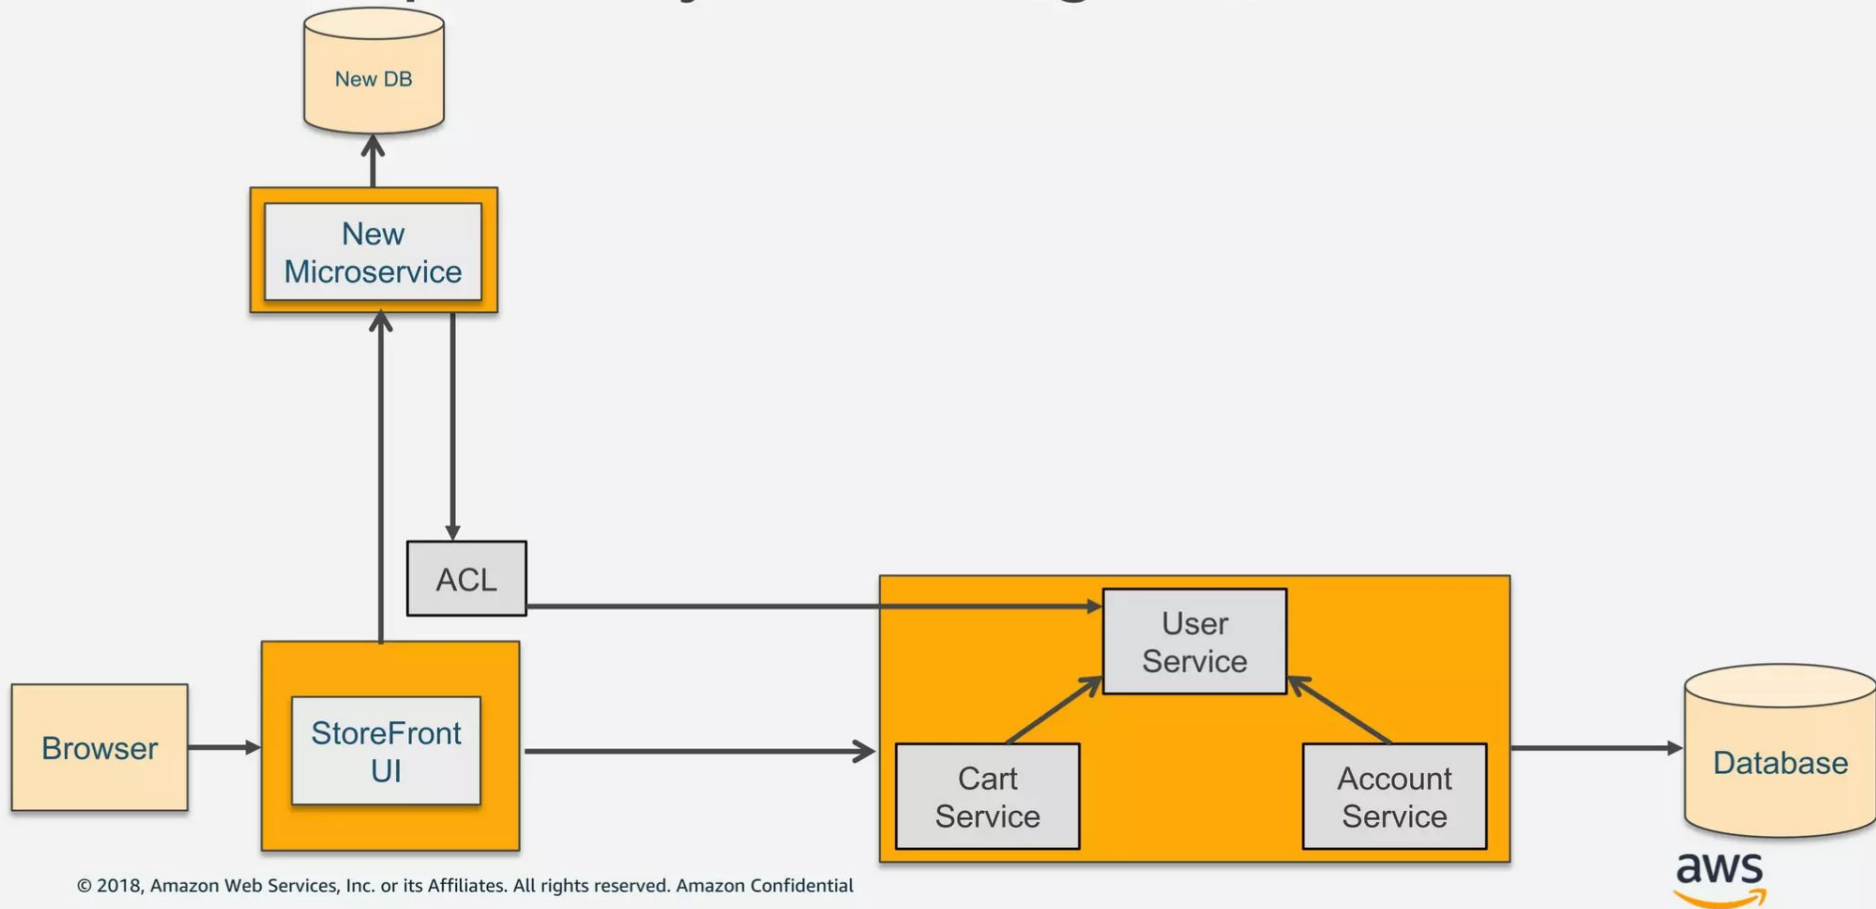 New DB
New
Microservice
ACL
User
Service
Browser
StoreFront
UI
Cart
Service
Account
Service
Database
© 2018, Amazon Web Services, Inc. or its Affiliates. All rights reserved. Amazon Confidential
aws